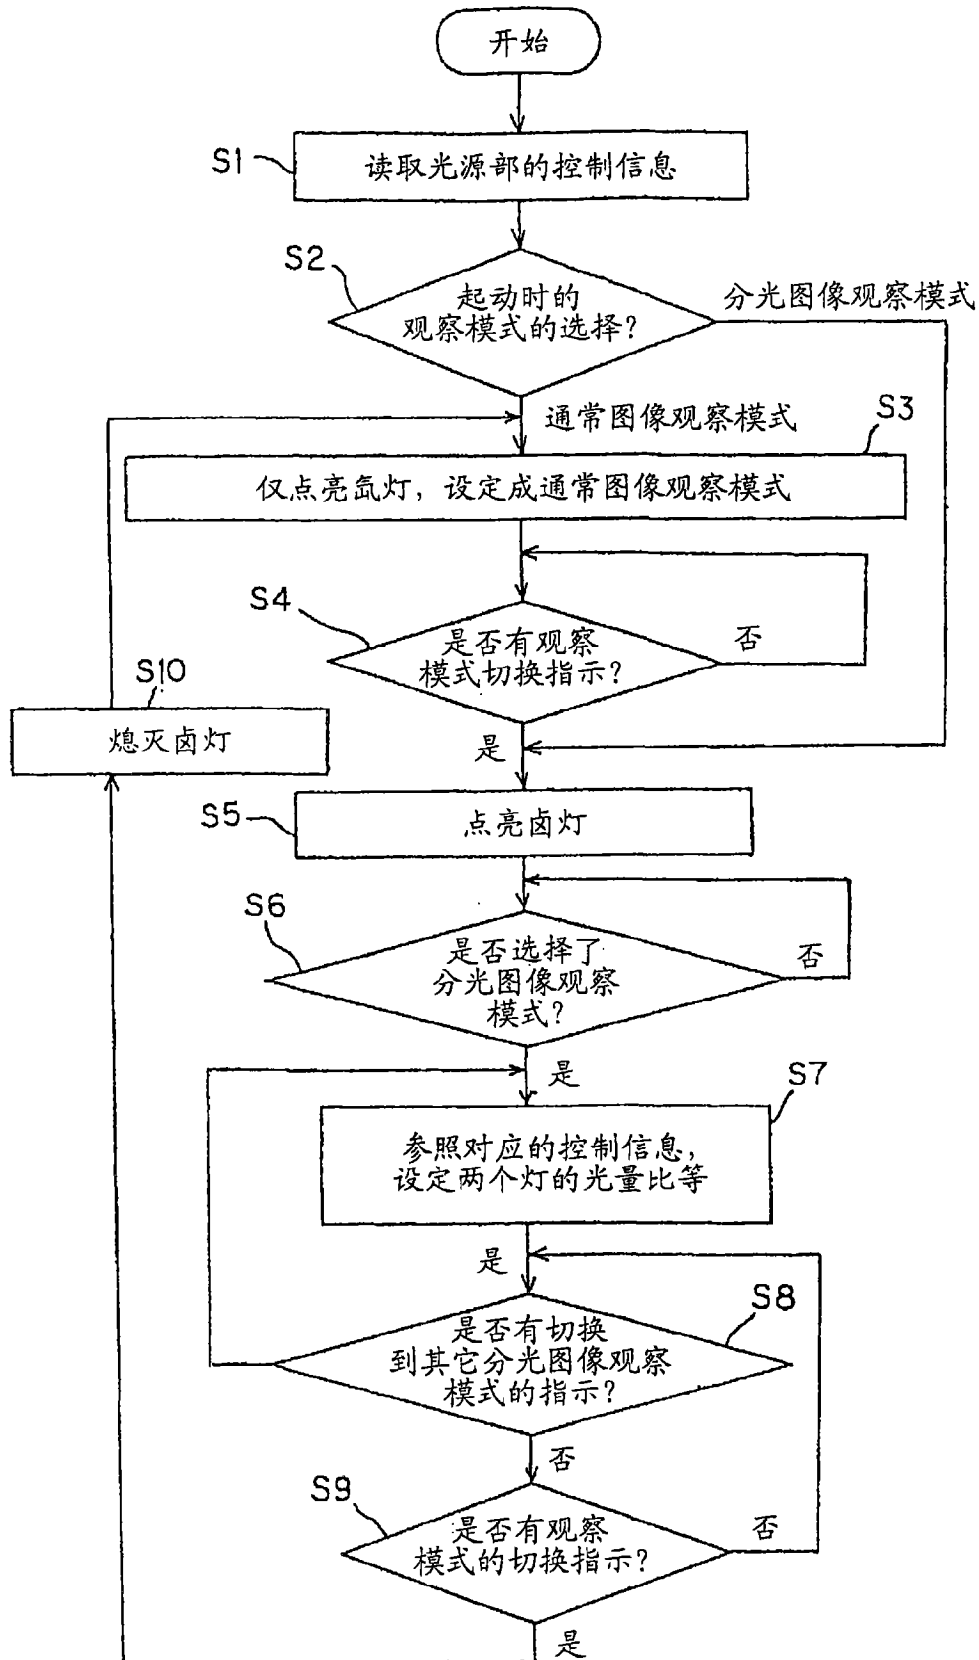 开始
S1
读取光源部的控制信息
S2
起动时的
观察模式的选择?
分光图像观察模式
通常图像观察模式
S3
仅点亮氙灯，设定成通常图像观察模式
S4
是否有观察
模式切换指示?
否
S10
熄灭卤灯
是
S5
点亮卤灯
S6
是否选择了
分光图像观察
模式?
否
是
S7
参照对应的控制信息，
设定两个灯的光量比等
是
S8
是否有切换
到其它分光图像观察
模式的指示?
否
S9
是否有观察
模式的切换指示?
否
是